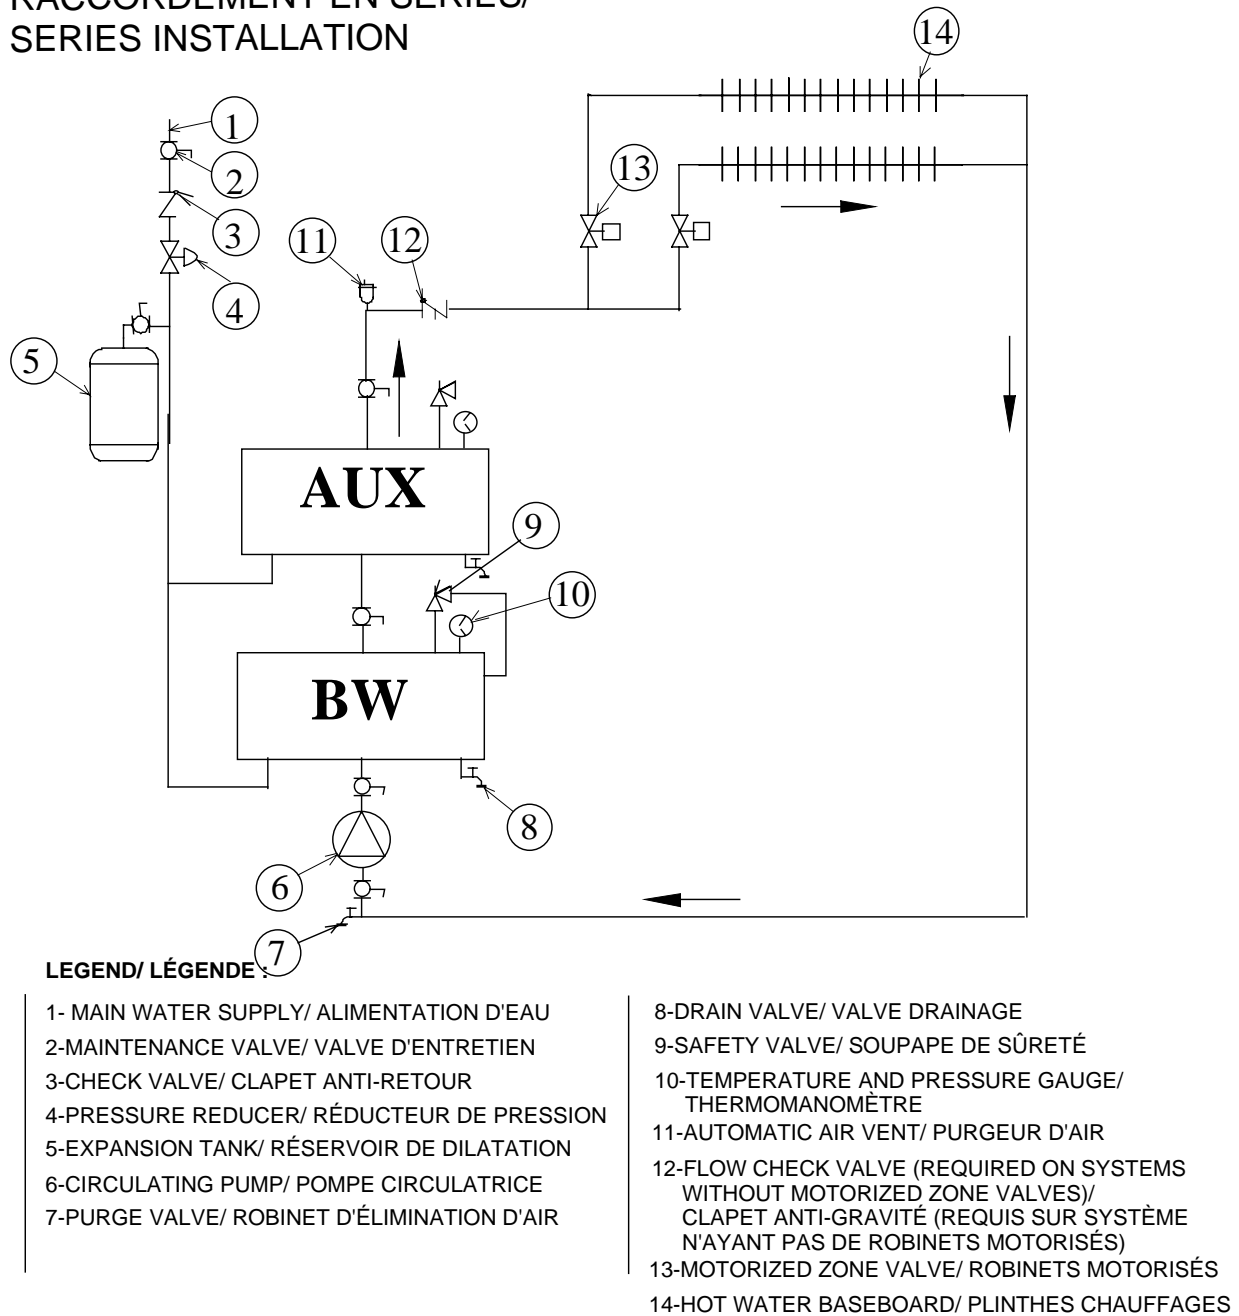 RACCORDEMENT EN SÉRIES/
SERIES INSTALLATION
14
1
2
13
3
11
12
4
5
AUX
9
10
BW
8
6
7
LEGEND/ LÉGENDE :
1- MAIN WATER SUPPLY/ ALIMENTATION D'EAU
2-MAINTENANCE VALVE/ VALVE D'ENTRETIEN
3-CHECK VALVE/ CLAPET ANTI-RETOUR
4-PRESSURE REDUCER/ RÉDUCTEUR DE PRESSION
5-EXPANSION TANK/ RÉSERVOIR DE DILATATION
6-CIRCULATING PUMP/ POMPE CIRCULATRICE
7-PURGE VALVE/ ROBINET D'ÉLIMINATION D'AIR
8-DRAIN VALVE/ VALVE DRAINAGE
9-SAFETY VALVE/ SOUPAPE DE SÛRETÉ
10-TEMPERATURE AND PRESSURE GAUGE/
THERMOMANOMÈTRE
11-AUTOMATIC AIR VENT/ PURGEUR D'AIR
12-FLOW CHECK VALVE (REQUIRED ON SYSTEMS
WITHOUT MOTORIZED ZONE VALVES)/
CLAPET ANTI-GRAVITÉ (REQUIS SUR SYSTÈME
N'AYANT PAS DE ROBINETS MOTORISÉS)
13-MOTORIZED ZONE VALVE/ ROBINETS MOTORISÉS
14-HOT WATER BASEBOARD/ PLINTHES CHAUFFAGES